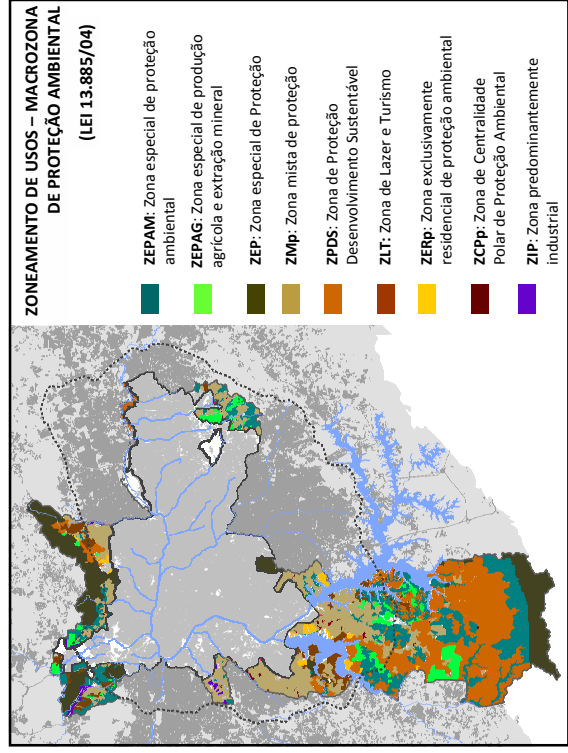 ZONEAMENTO DE USOS – MACROZONA
DE PROTEÇÃO AMBIENTAL
(LEI 13.885/04)
ZEPAM: Zona especial de proteção
ambiental
ZEPAG: Zona especial de produção
agrícola e extração mineral
ZEP: Zona especial de Proteção
ZMp: Zona mista de proteção
ZPDS: Zona de Proteção
Desenvolvimento Sustentável
ZLT: Zona de Lazer e Turismo
ZERp: Zona exclusivamente
residencial de proteção ambiental
ZCPp: Zona de Centralidade
Polar de Proteção Ambiental
ZIP: Zona predominantemente
industrial